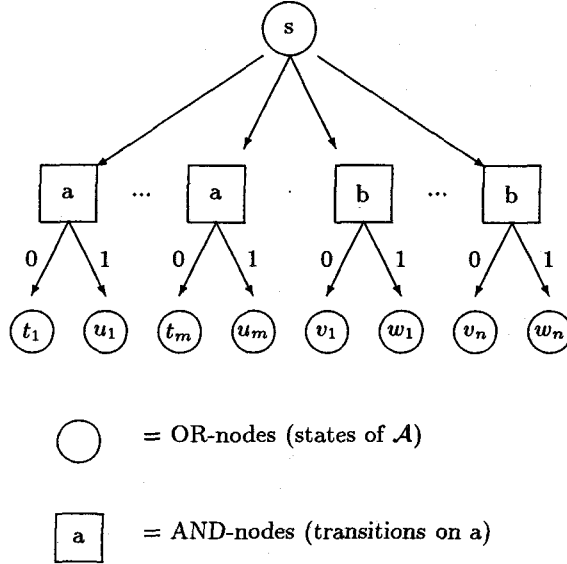 s
a ... a b ... b
0 1 0 1 0 1 0 1
t₁ u₁ tₘ uₘ v₁ w₁ vₙ wₙ
= OR-nodes (states of 𝒜)
a = AND-nodes (transitions on a)